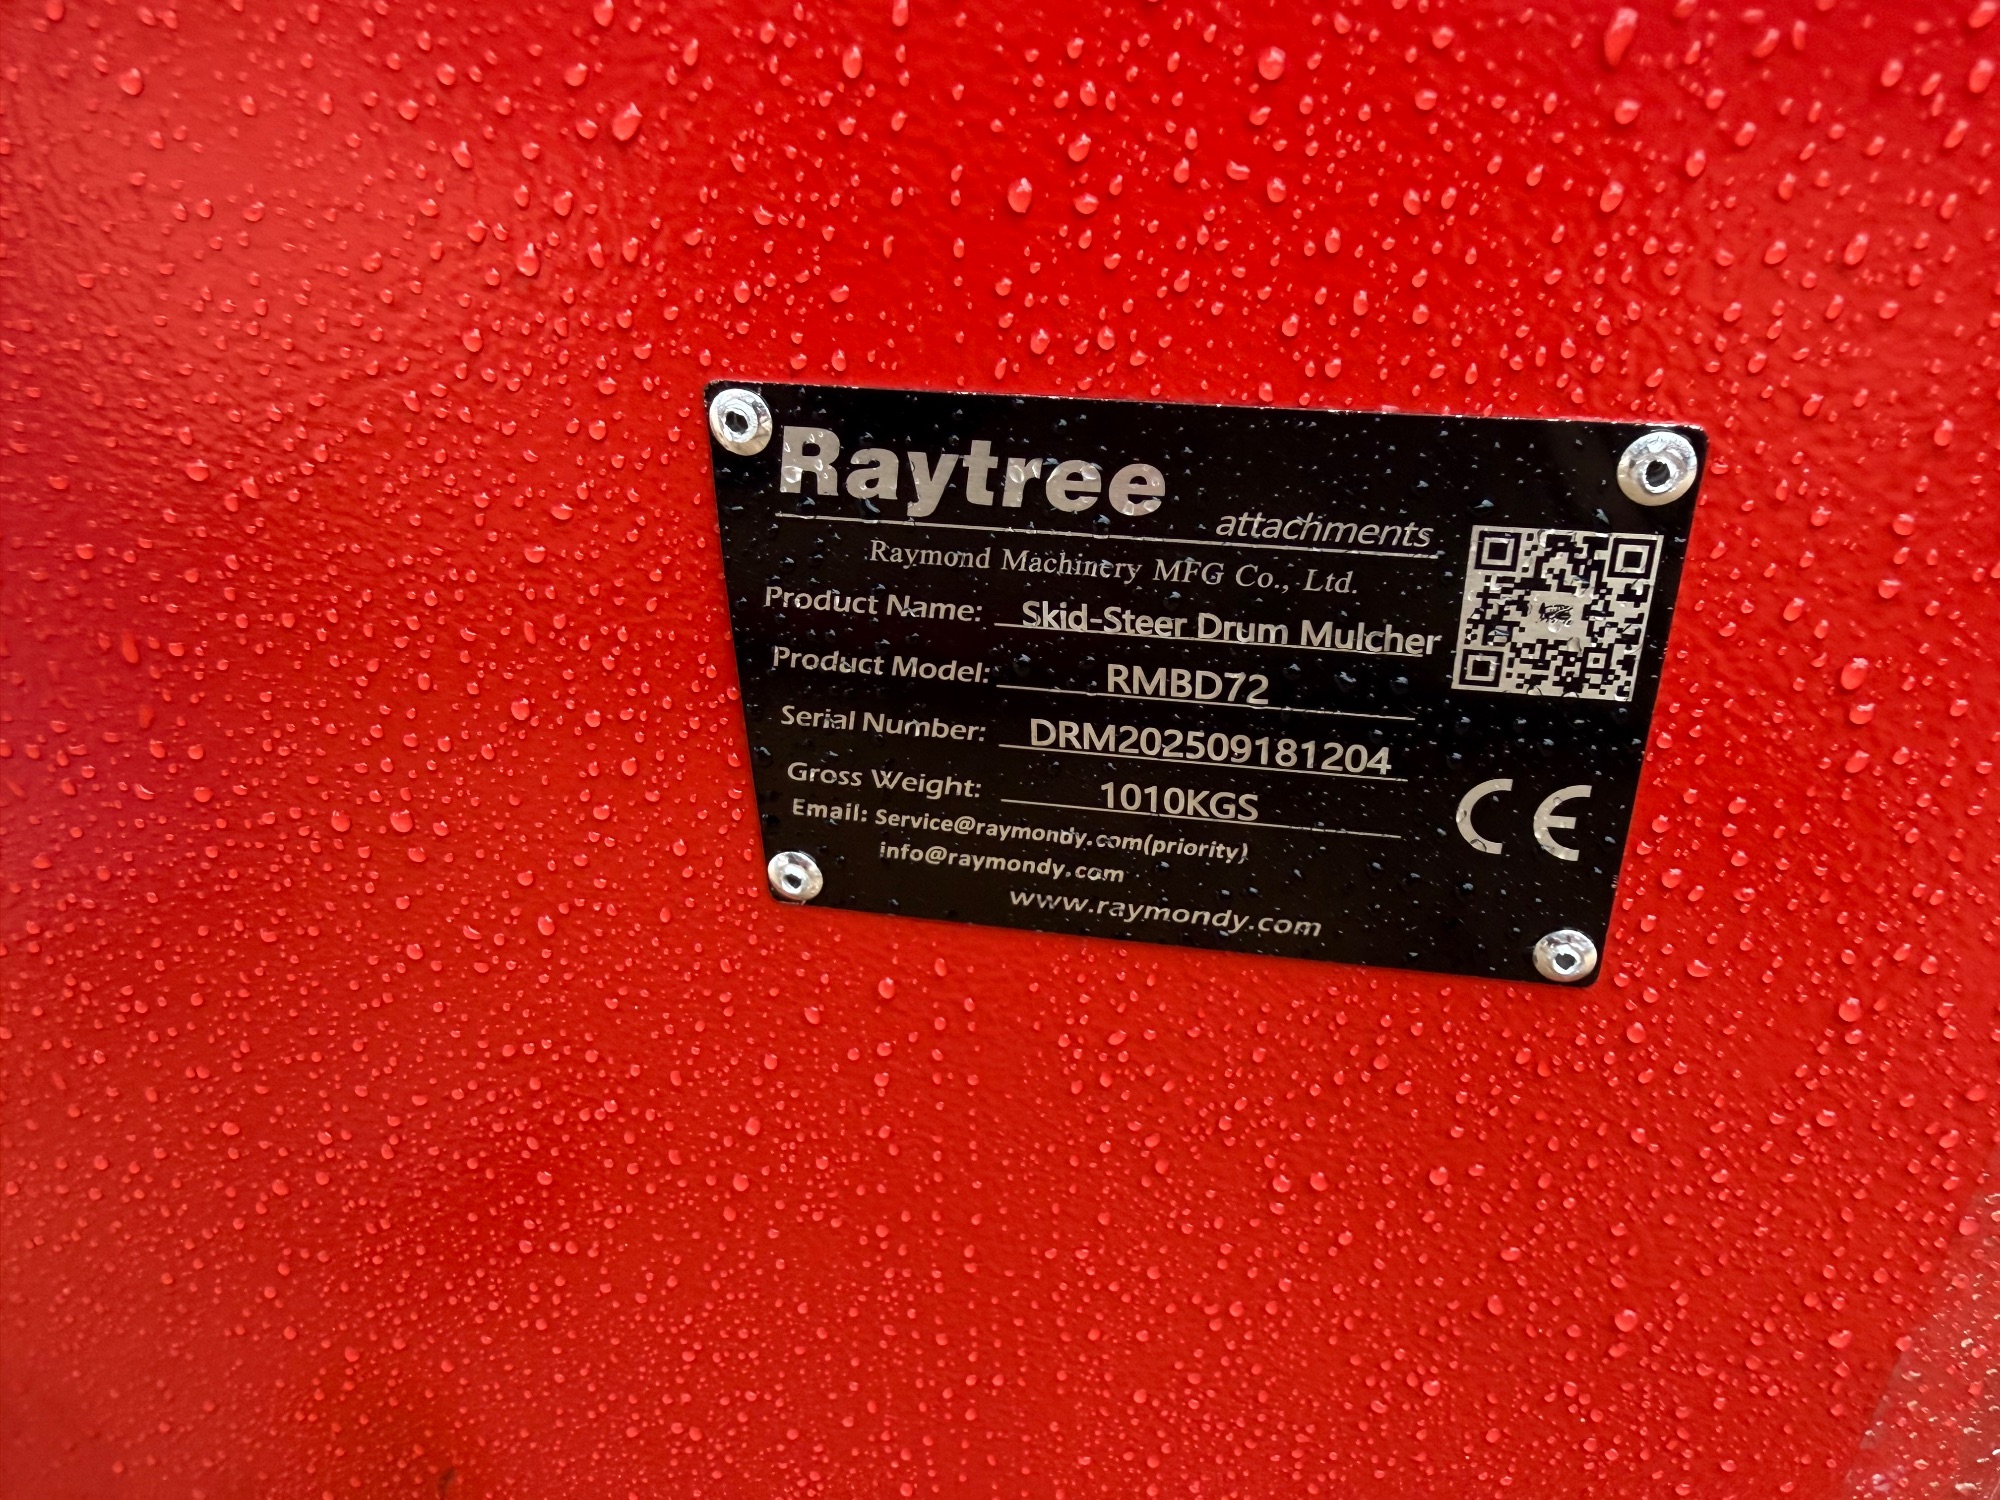 Raytree
attachments
Raymond Machinery MFG Co., Ltd.
Product Name: Skid-Steer Drum Mulcher
Product Model: RMBD72
Serial Number: DRM202509181204
Gross Weight: 1010KGS
Email: Service@raymondy.com(priority)
info@raymondy.com
www.raymondy.com
CE